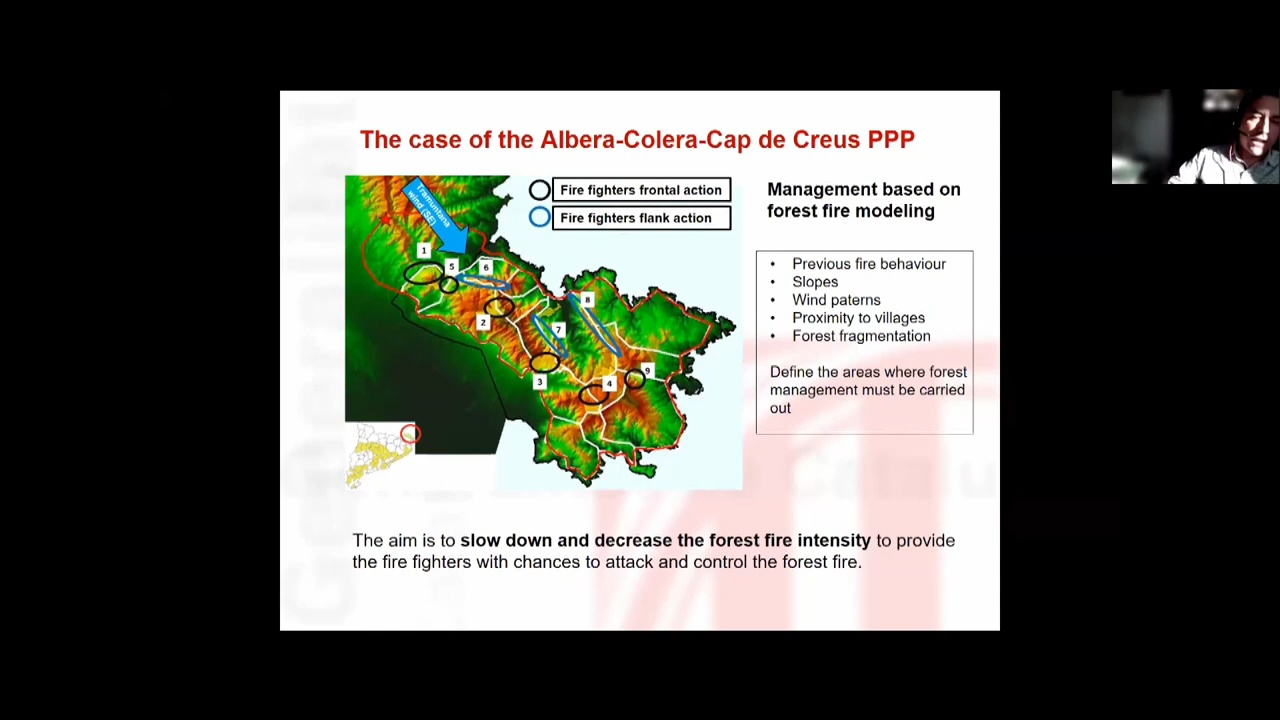 The case of the Albera-Colera-Cap de Creus PPP
Tramuntana
wind (SE)
Fire fighters frontal action
Fire fighters flank action
1
5
6
2
8
7
3
4
9
Management based on
forest fire modeling
• Previous fire behaviour
• Slopes
• Wind paterns
• Proximity to villages
• Forest fragmentation
Define the areas where forest
management must be carried
out
The aim is to slow down and decrease the forest fire intensity to provide
the fire fighters with chances to attack and control the forest fire.